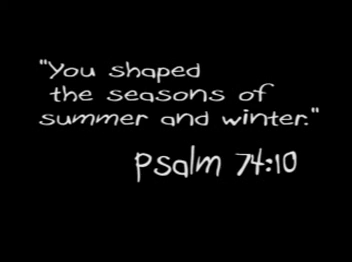 "You shaped
the seasons of
summer and winter."
Psalm 74:10